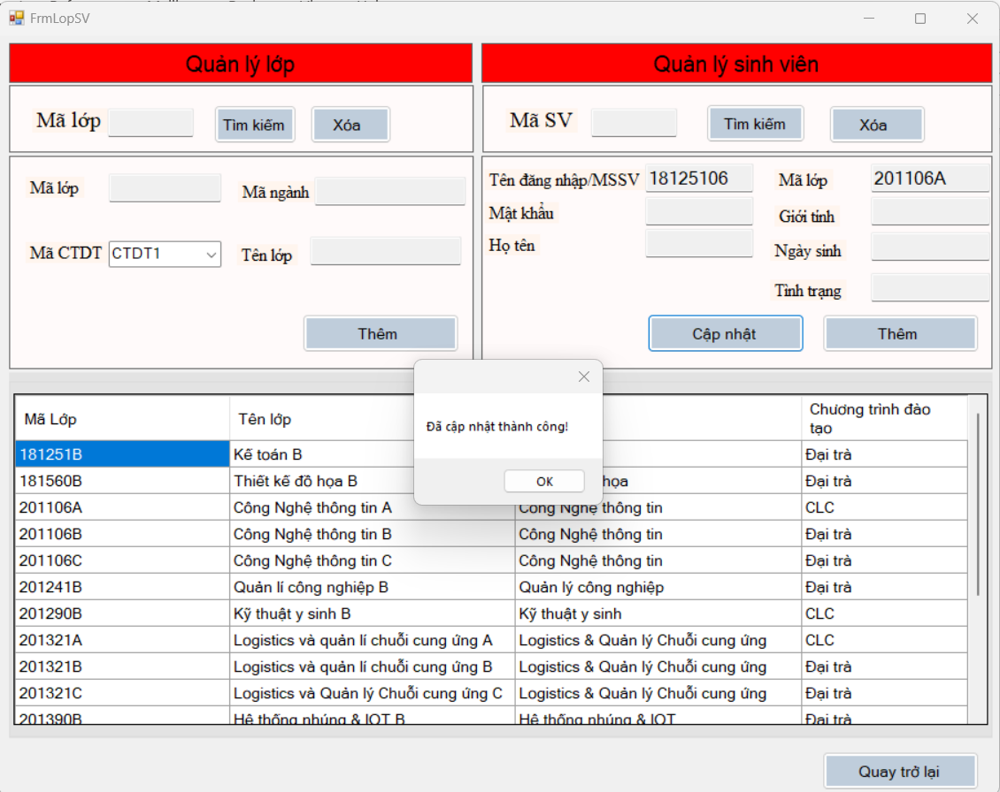 FrmLopSV
Quản lý lớp
Quản lý sinh viên
Mã lớp
Tìm kiếm
Xóa
Mã SV
Tìm kiếm
Xóa
Mã lớp
Mã ngành
Mã CTDT
CTDT1
Tên lớp
Thêm
Tên đăng nhập/MSSV
18125106
Mã lớp
201106A
Mật khẩu
Giới tính
Họ tên
Ngày sinh
Tình trạng
Cập nhật
Thêm
Đã cập nhật thành công!
OK
Mã Lớp
Tên lớp
Chương trình đào
tạo
181251B
Kế toán B
Đại trà
181560B
Thiết kế đồ họa B
họa
Đại trà
201106A
Công Nghệ thông tin A
Công Nghệ thông tin
CLC
201106B
Công Nghệ thông tin B
Công Nghệ thông tin
Đại trà
201106C
Công Nghệ thông tin C
Công Nghệ thông tin
Đại trà
201241B
Quản lí công nghiệp B
Quản lý công nghiệp
Đại trà
201290B
Kỹ thuật y sinh B
Kỹ thuật y sinh
CLC
201321A
Logistics và quản lí chuỗi cung ứng A
Logistics & Quản lý Chuỗi cung ứng
CLC
201321B
Logistics và quản lí chuỗi cung ứng B
Logistics & Quản lý Chuỗi cung ứng
Đại trà
201321C
Logistics và Quản lý Chuỗi cung ứng C
Logistics & Quản lý Chuỗi cung ứng
Đại trà
201390B
Hệ thống nhúng & IOT B
Hệ thống nhúng & IOT
Đại trà
Quay trở lại